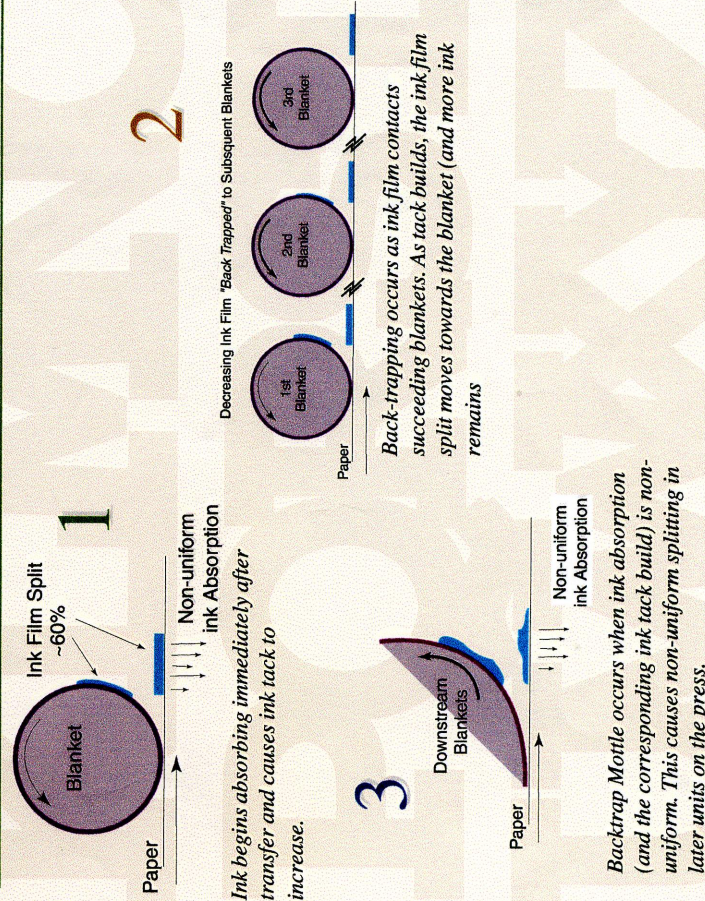 1
Ink Film Split
~60%
Blanket
Paper
Non-uniform
ink Absorption
Ink begins absorbing immediately after
transfer and causes ink tack to
increase.
2
Decreasing Ink Film "Back Trapped" to Subsquent Blankets
1st
Blanket
2nd
Blanket
3rd
Blanket
Paper
Back-trapping occurs as ink film contacts
succeeding blankets. As tack builds, the ink film
split moves towards the blanket (and more ink
remains
3
Downstream
Blankets
Paper
Non-uniform
ink Absorption
Backtrap Mottle occurs when ink absorption
(and the corresponding ink tack build) is non-
uniform. This causes non-uniform splitting in
later units on the press.